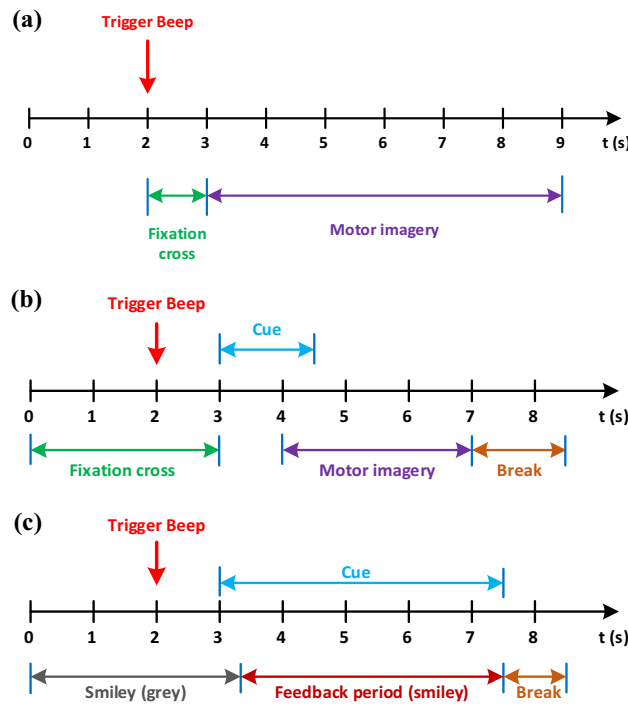 (a)
Trigger Beep
0 1 2 3 4 5 6 7 8 9 t (s)
Fixation
cross
Motor imagery
(b)
Trigger Beep
Cue
0 1 2 3 4 5 6 7 8 t (s)
Fixation cross Motor imagery Break
(c)
Trigger Beep
Cue
0 1 2 3 4 5 6 7 8 t (s)
Smiley (grey) Feedback period (smiley) Break